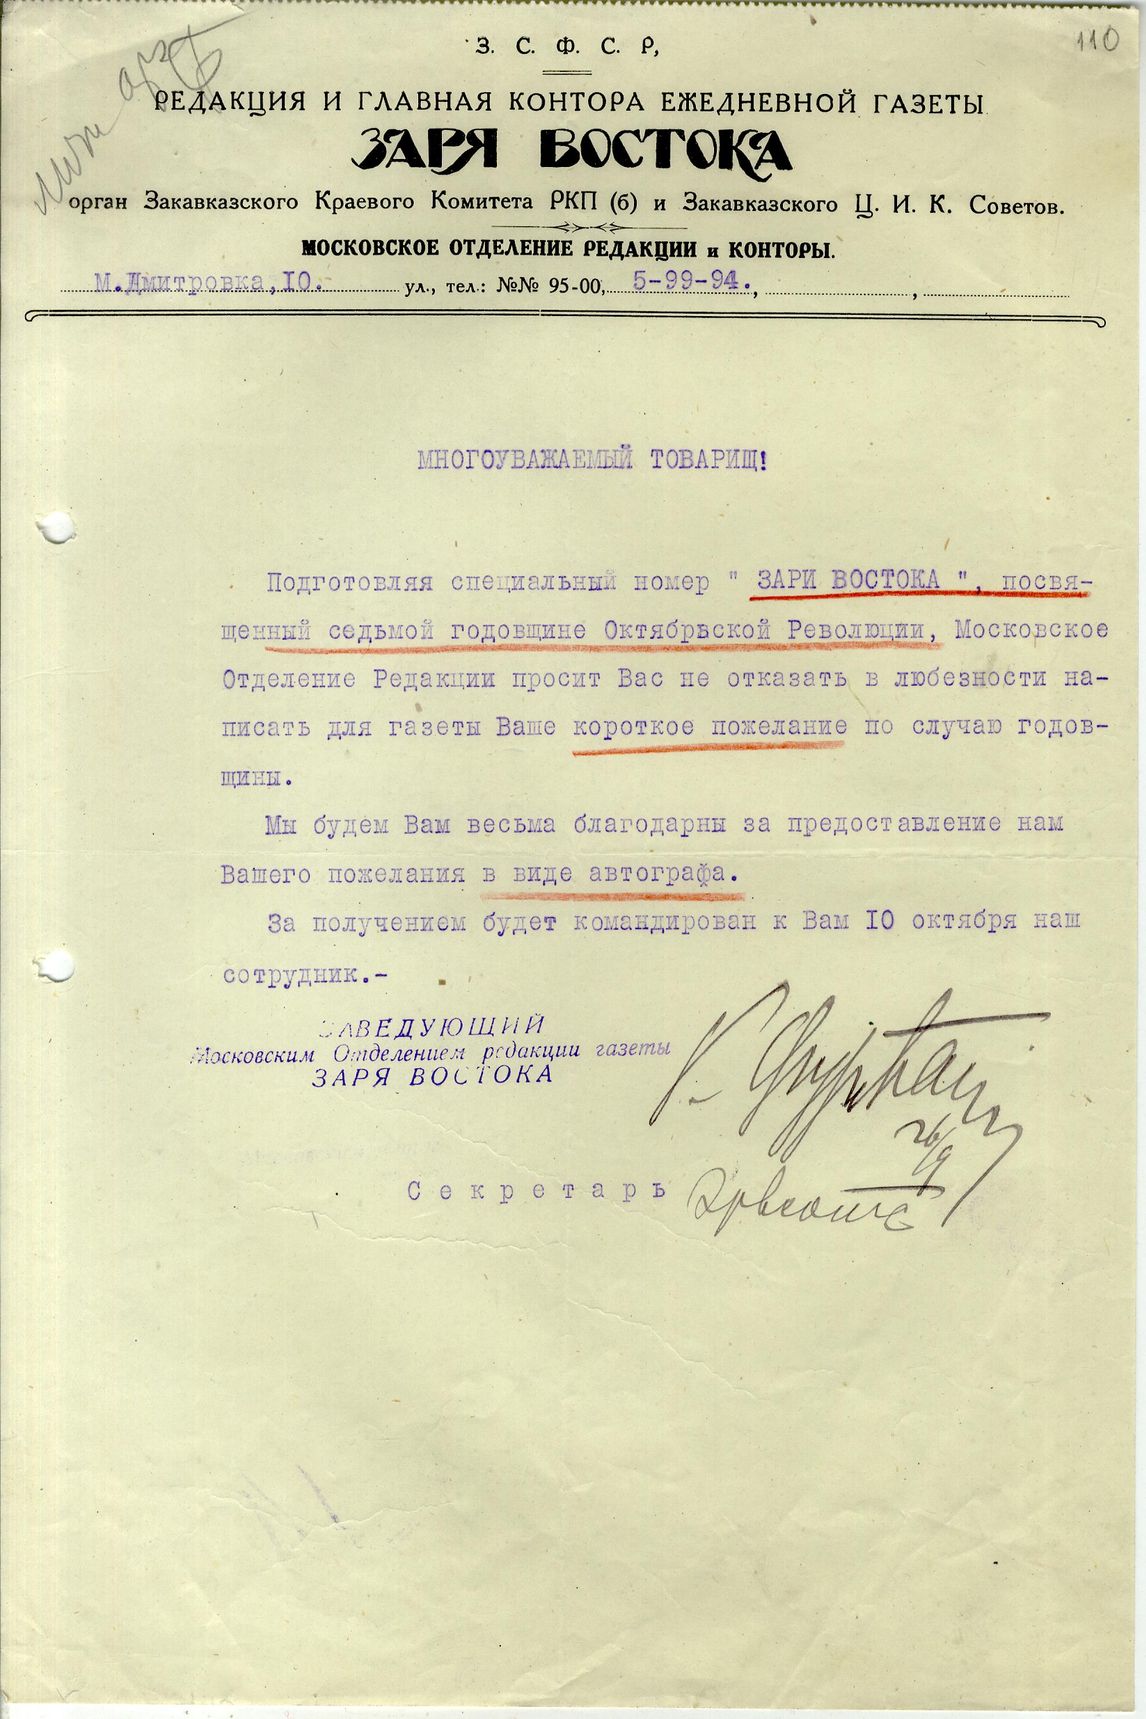 110
З. С. Ф. С. Р,
РЕДАКЦИЯ И ГЛАВНАЯ КОНТОРА ЕЖЕДНЕВНОЙ ГАЗЕТЫ
ЗАРЯ ВОСТОКА
орган Закавказского Краевого Комитета РКП (б) и Закавказского Ц. И. К. Советов.
МОСКОВСКОЕ ОТДЕЛЕНИЕ РЕДАКЦИИ и КОНТОРЫ.
М.Дмитровка,IO. ул., тел.: №№ 95-00, 5-99-94.,
МНОГОУВАЖАЕМЫЙ ТОВАРИЩ!
Подготовляя специальный номер " ЗАРИ ВОСТОКА ", посвя-
щенный седьмой годовщине Октябрьской Революции, Московское
Отделение Редакции просит Вас не отказать в любезности на-
писать для газеты Ваше короткое пожелание по случаю годов-
щины.
Мы будем Вам весьма благодарны за предоставление нам
Вашего пожелания в виде автографа.
За получением будет командирован к Вам IO октября наш
сотрудник.-
ЗАВЕДУЮЩИЙ
Московским Отделением редакции газеты
ЗАРЯ ВОСТОКА
26/9
Секретарь